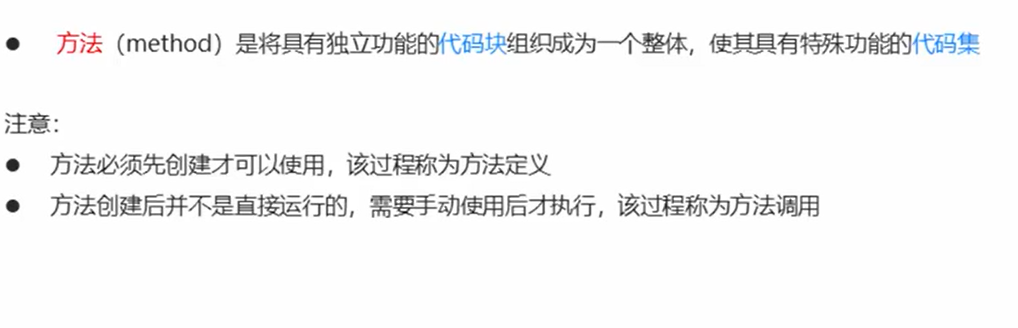 ● 方法（method）是将具有独立功能的代码块组织成为一个整体，使其具有特殊功能的代码集
注意：
● 方法必须先创建才可以使用，该过程称为方法定义
● 方法创建后并不是直接运行的，需要手动使用后才执行，该过程称为方法调用